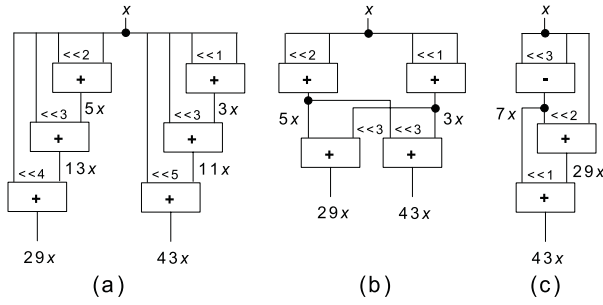 x
<<2
+
<<1
+
5x
3x
<<3
+
<<3
+
13x
11x
<<4
+
<<5
+
29x
43x
(a)
x
<<2
+
<<1
+
5x
3x
<<3
<<3
+
+
29x
43x
(b)
x
<<3
-
7x
<<2
+
29x
<<1
+
43x
(c)